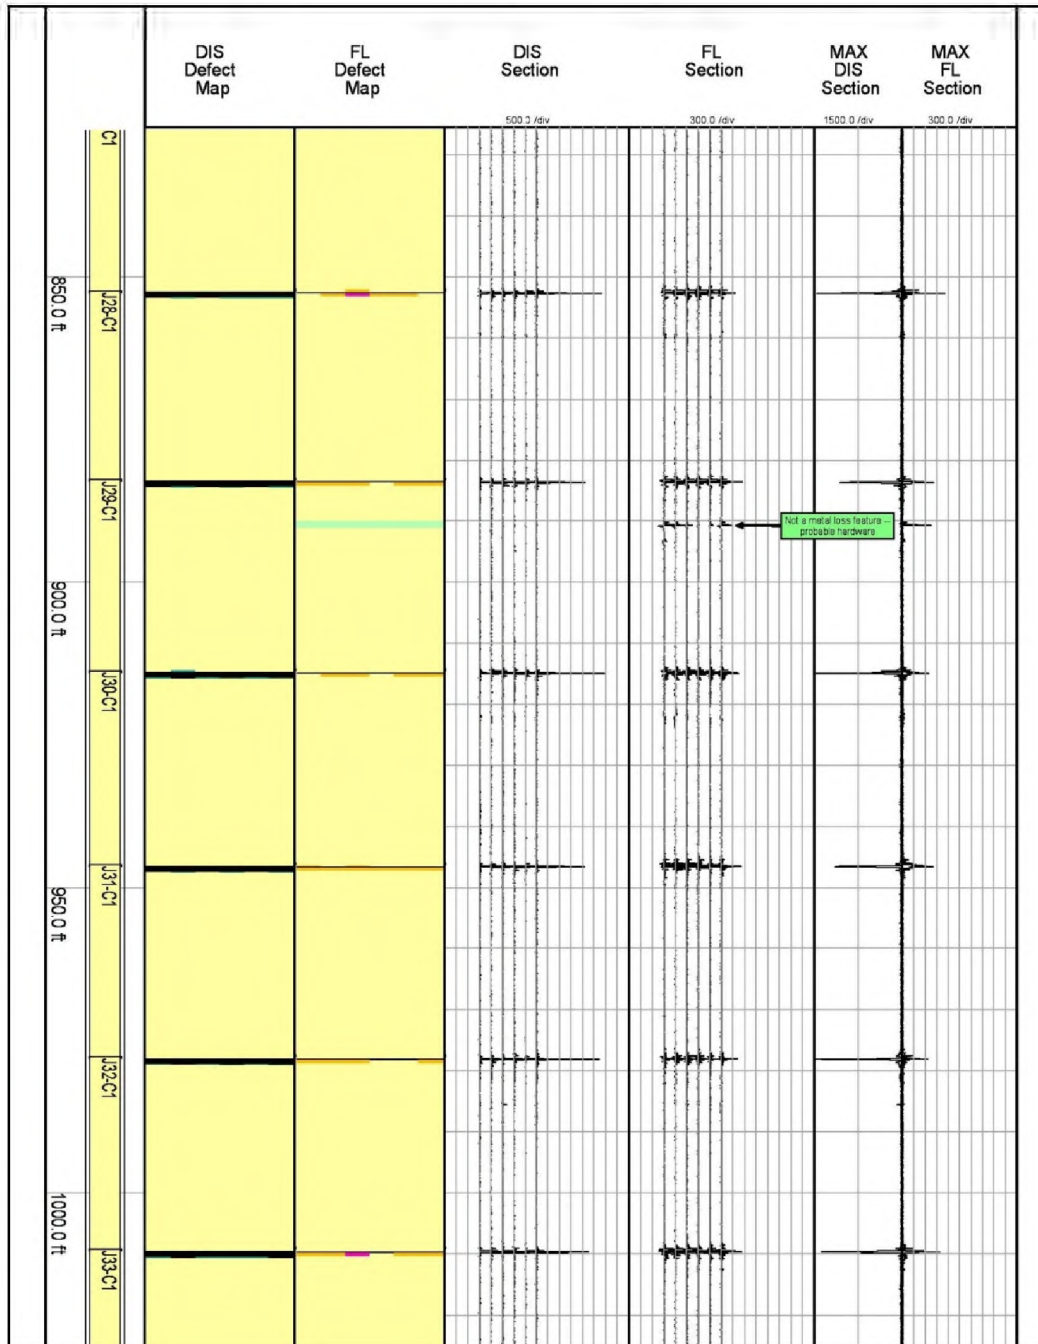 DIS
Defect
Map
FL
Defect
Map
DIS
Section
FL
Section
MAX
DIS
Section
MAX
FL
Section
500.0 /div
300.0 /div
1500.0 /div
300.0 /div
C1
850.0 ft
J28-C1
J29-C1
Not a metal loss feature –
probable hardware
900.0 ft
J30-C1
J31-C1
950.0 ft
J32-C1
1000.0 ft
J33-C1